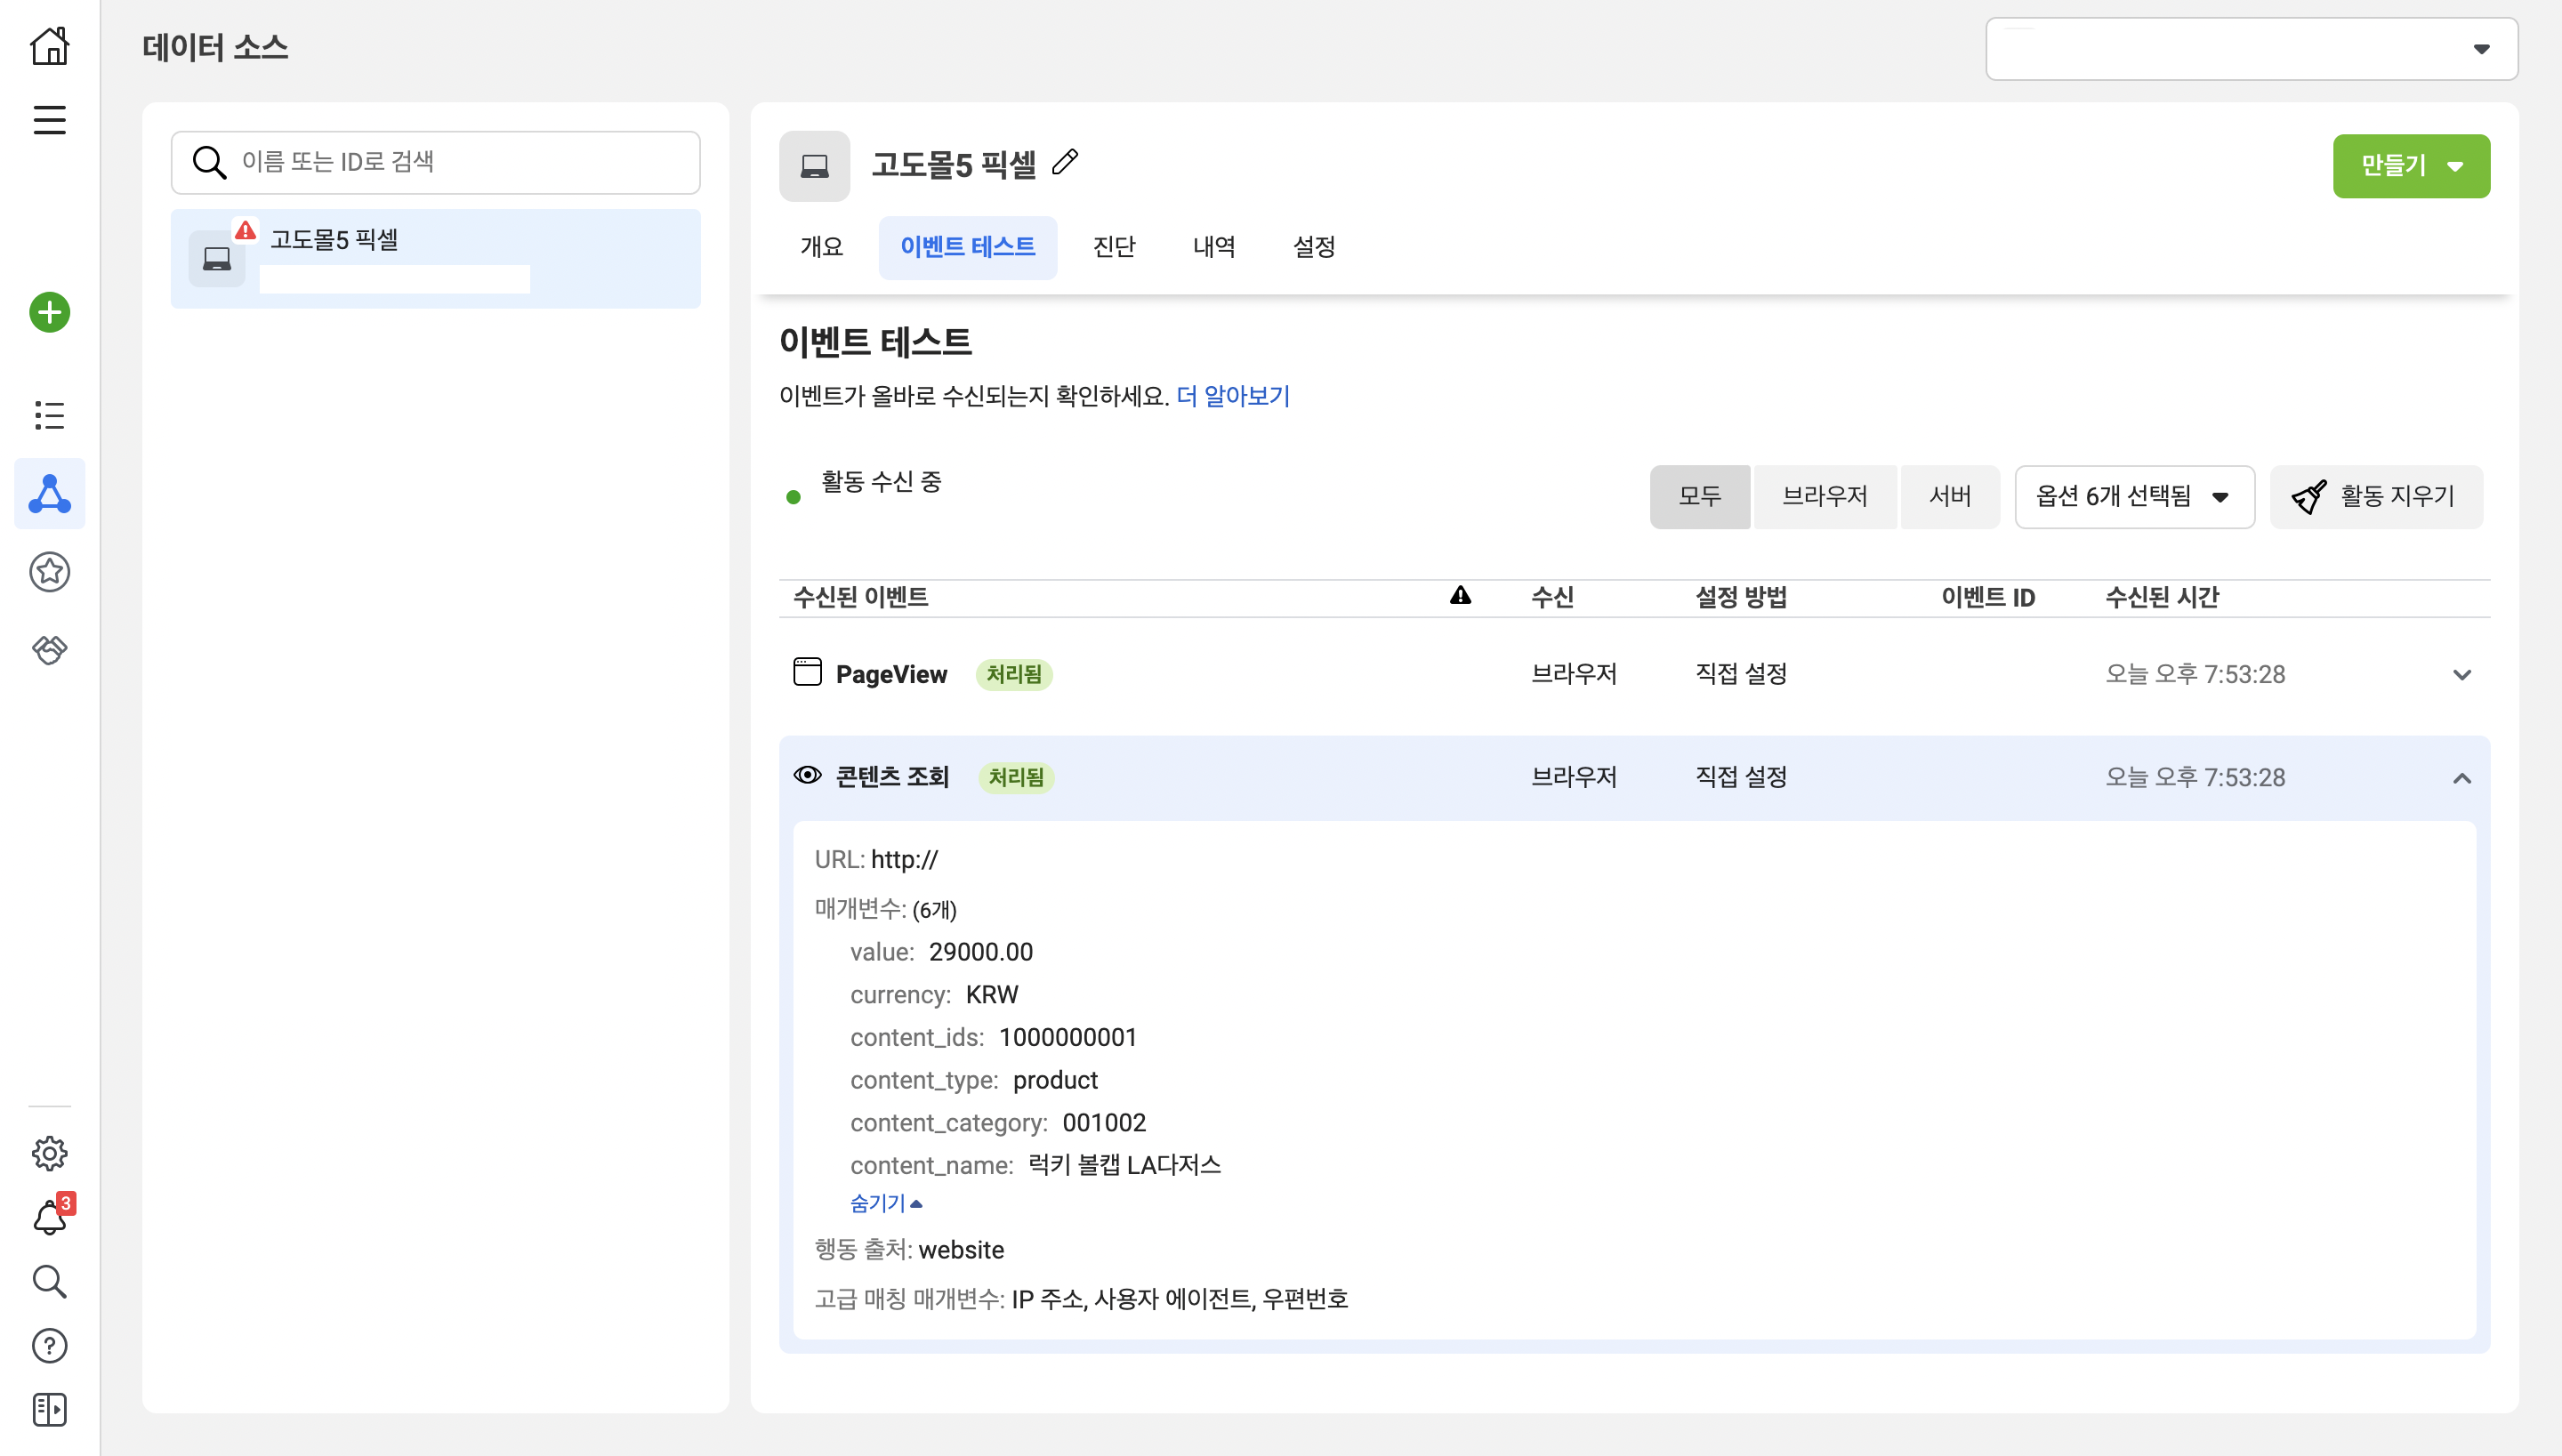 데이터 소스
이름 또는 ID로 검색
고도몰5 픽셀
고도몰5 픽셀
만들기
개요 이벤트 테스트 진단 내역 설정
이벤트 테스트
이벤트가 올바로 수신되는지 확인하세요. 더 알아보기
활동 수신 중
모두 브라우저 서버 옵션 6개 선택됨 활동 지우기
수신된 이벤트 수신 설정 방법 이벤트 ID 수신된 시간
PageView 처리됨 브라우저 직접 설정 오늘 오후 7:53:28
콘텐츠 조회 처리됨 브라우저 직접 설정 오늘 오후 7:53:28
URL: http://
매개변수: (6개)
value: 29000.00
currency: KRW
content_ids: 1000000001
content_type: product
content_category: 001002
content_name: 럭키 볼캡 LA다저스
숨기기
행동 출처: website
고급 매칭 매개변수: IP 주소, 사용자 에이전트, 우편번호
3